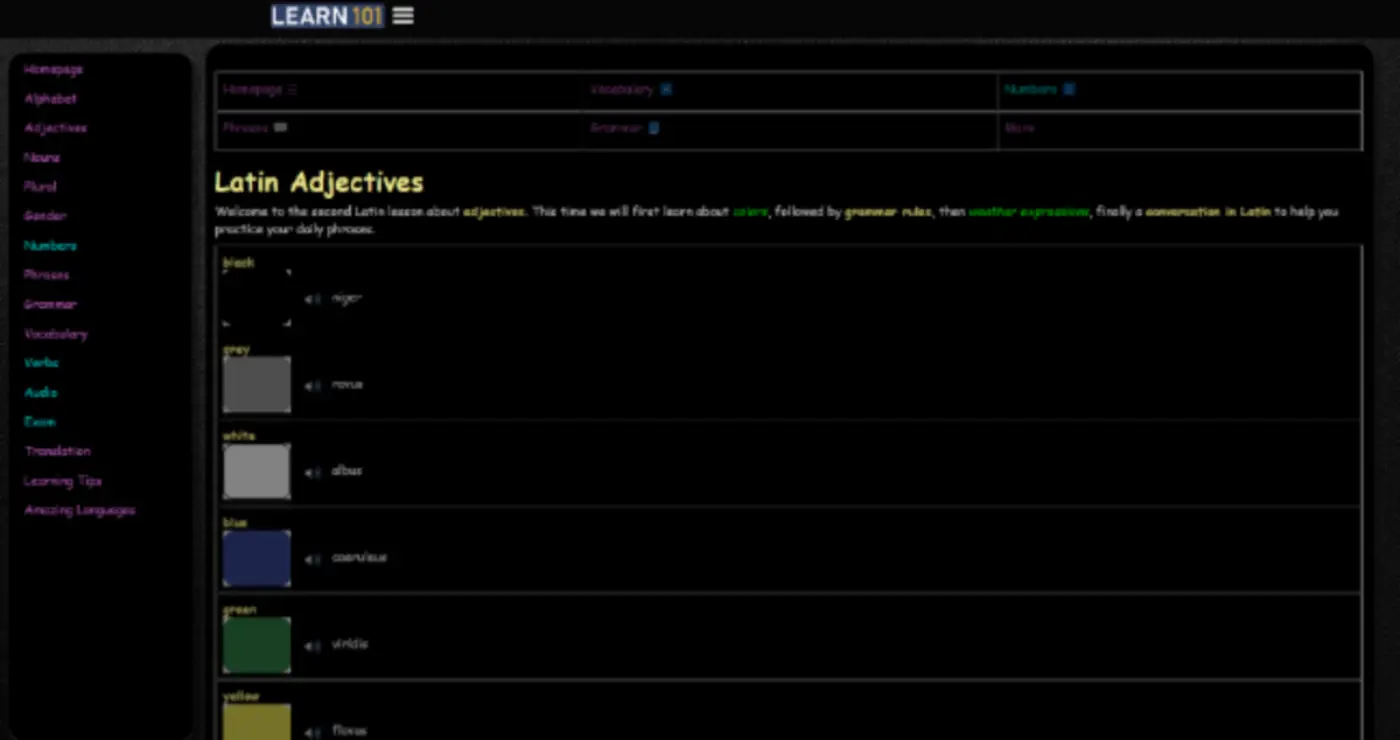 LEARN 101
Homepage
Alphabet
Adjectives
Nouns
Plural
Gender
Numbers
Phrases
Grammar
Vocabulary
Verbs
Audio
Exam
Translation
Learning Tips
Amazing Languages
Homepage Vocabulary Numbers
Phrases Grammar More
Latin Adjectives
Welcome to the second Latin lesson about adjectives. This time we will first learn about colors, followed by grammar rules, then weather expressions, finally a conversation in Latin to help you
practice your daily phrases.
black
niger
grey
ravus
white
albus
blue
caeruleus
green
viridis
yellow
flavus